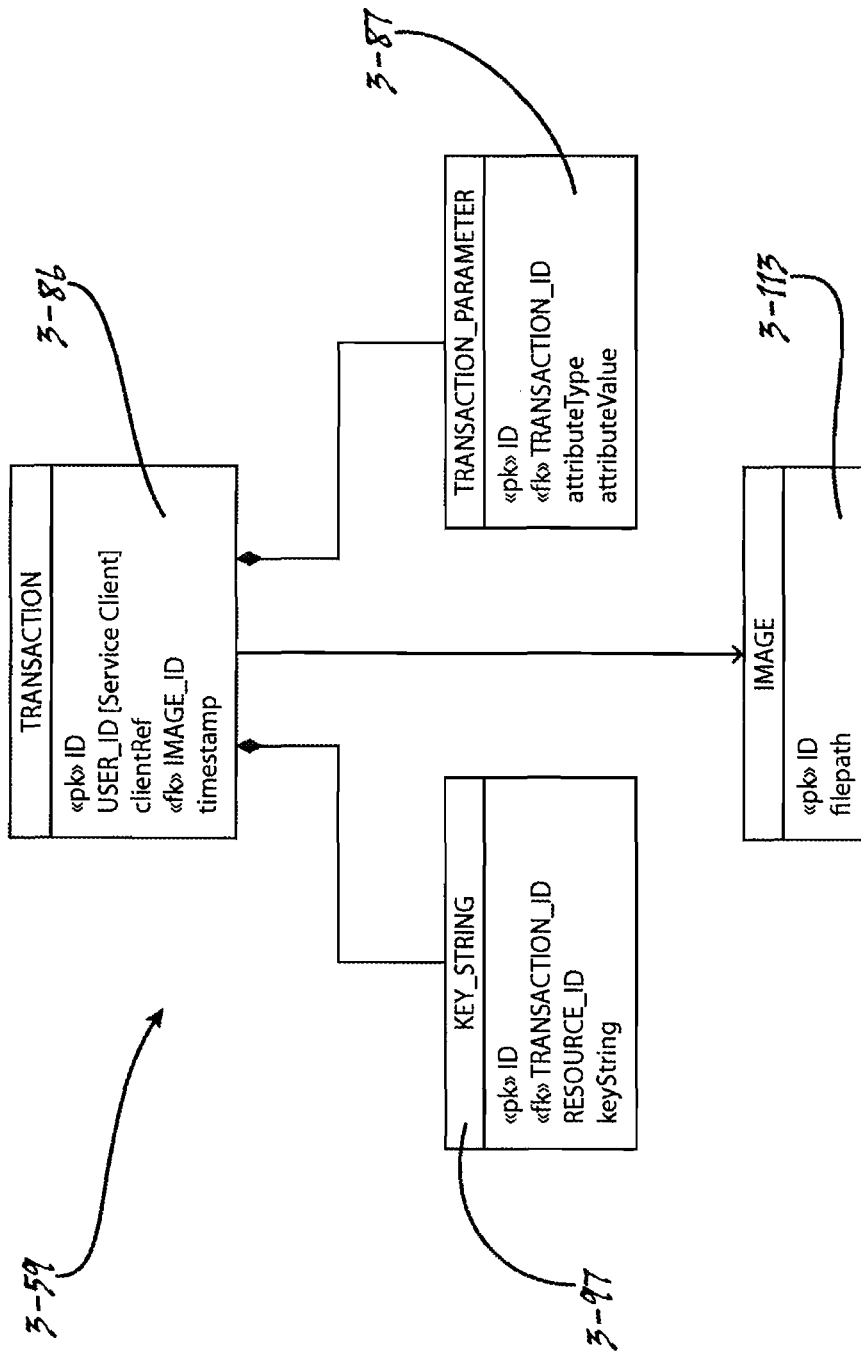 3-59
3-86
TRANSACTION
«pk» ID
USER_ID [Service Client]
clientRef
«fk» IMAGE_ID
timestamp
3-97
KEY_STRING
«pk» ID
«fk» TRANSACTION_ID
RESOURCE_ID
keyString
3-87
TRANSACTION_PARAMETER
«pk» ID
«fk» TRANSACTION_ID
attributeType
attributeValue
3-113
IMAGE
«pk» ID
filepath